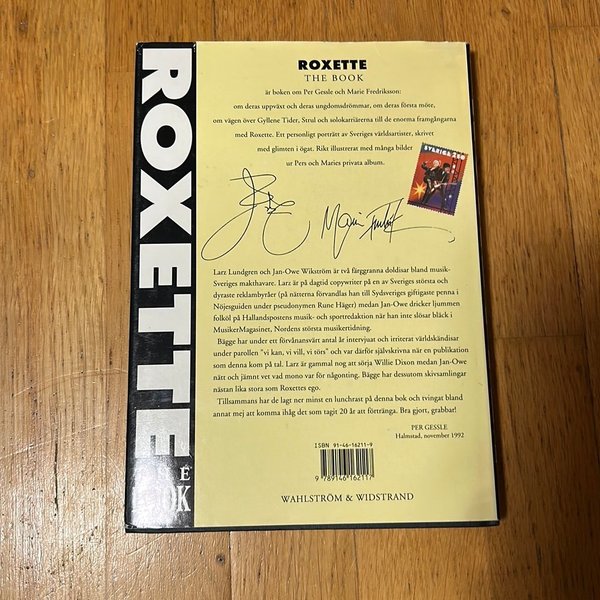 ROXETTE
THE BOOK
är boken om Per Gessle och Marie Fredriksson:
om deras uppväxt och deras ungdomsdrömmar, om deras första möte,
om vägen över Gyllene Tider, Strul och solokarriärerna till de enorma framgångarna
med Roxette. Ett personligt porträtt av Sveriges världsartister, skrivet
med glimten i ögat. Rikt illustrerat med många bilder
ur Pers och Maries privata album.
SVERIGE 280
Larz Lundgren och Jan-Owe Wikström är två färggranna doldisar bland musik-
Sveriges makthavare. Larz är på dagtid copywriter på en av Sveriges största och
dyraste reklambyråer (på nätterna förvandlas han till Sydsveriges giftigaste penna i
Nöjesguiden under pseudonymen Rune Häger) medan Jan-Owe dricker ljummen
folköl på Hallandspostens musik- och sportredaktion när han inte slösar bläck i
MusikerMagasinet, Nordens största musikertidning.
Bägge har under ett förvånansvärt antal år intervjuat och irriterat världskändisar
under parollen "vi kan, vi vill, vi törs" och var därför självskrivna när en publikation
som denna kom på tal. Larz är gammal nog att sörja Willie Dixon medan Jan-Owe
nätt och jämnt vet vad mono var för någonting. Bägge har dessutom skivsamlingar
nästan lika stora som Roxettes ego.
Tillsammans har de lagt ner minst en lunchrast på denna bok och tvingat bland
annat mej att komma ihåg det som tagit 20 år att förtränga. Bra gjort, grabbar!
PER GESSLE
Halmstad, november 1992
ISBN 91-46-16211-9
9 789146 162117
WAHLSTRÖM & WIDSTRAND
ROXETTE
BOOK